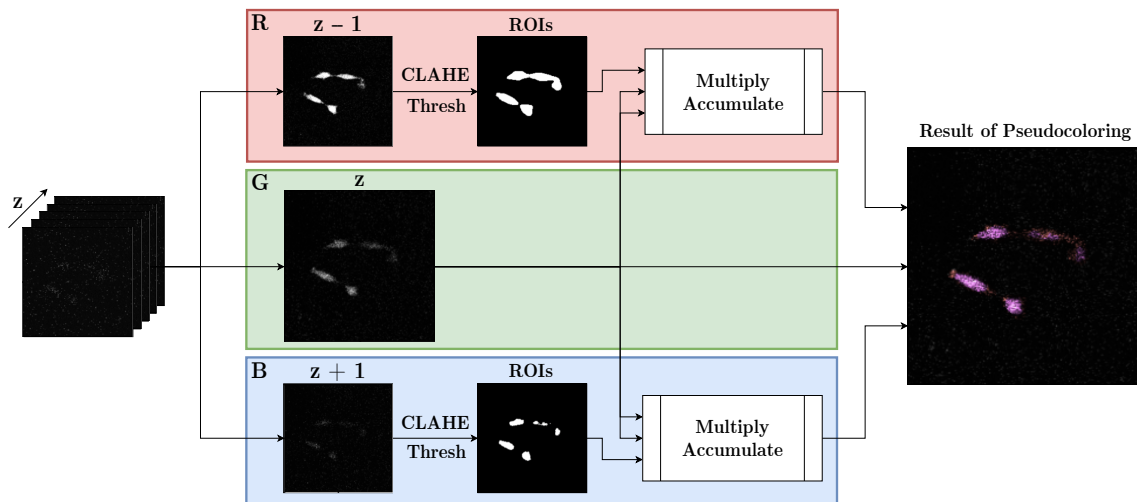 z
R
z – 1
CLAHE
Thresh
ROIs
Multiply
Accumulate
G
z
B
z + 1
CLAHE
Thresh
ROIs
Multiply
Accumulate
Result of Pseudocoloring